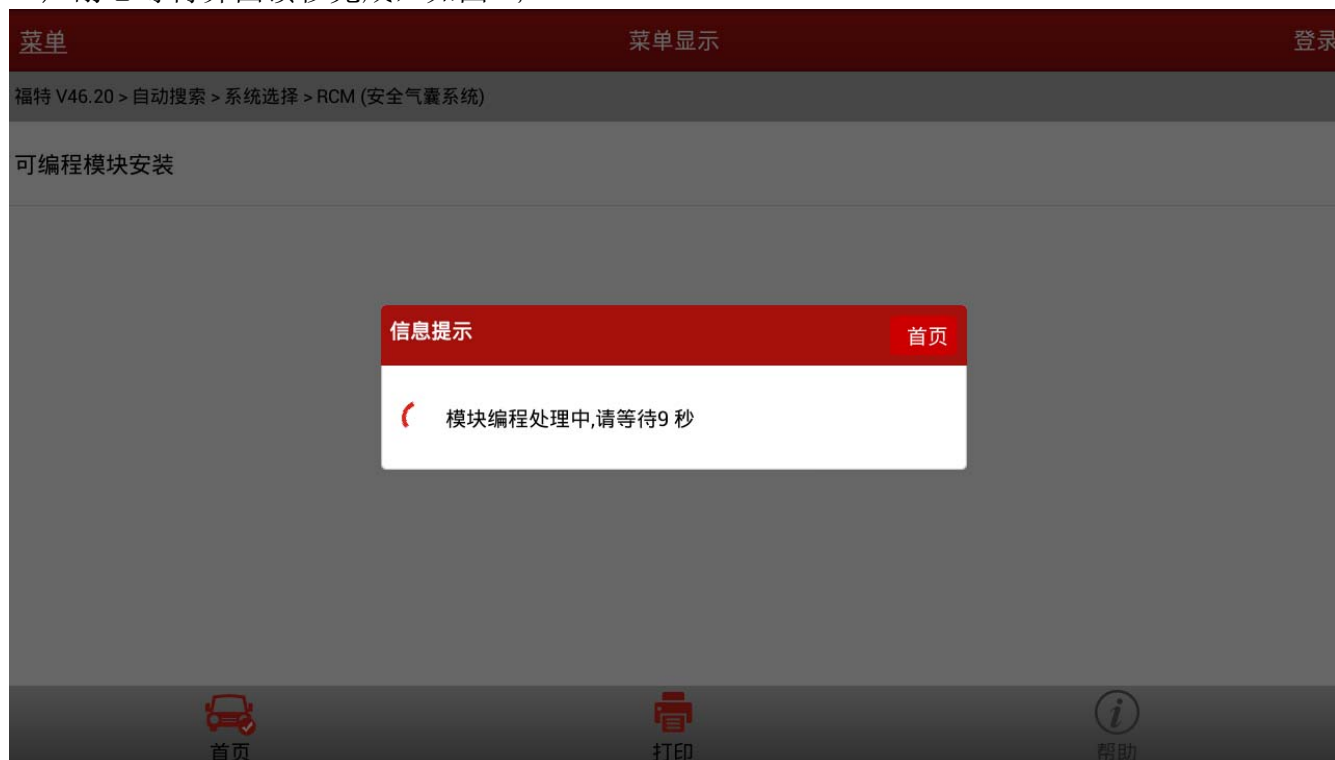 菜单
菜单显示
登录
福特 V46.20 > 自动搜索 > 系统选择 > RCM (安全气囊系统)
可编程模块安装
信息提示
首页
模块编程处理中,请等待9 秒
首页
打印
帮助